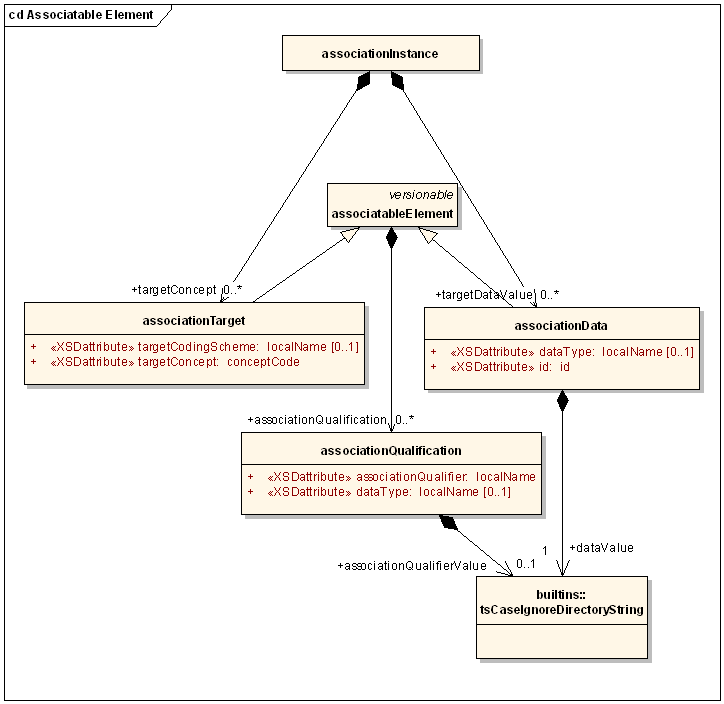 cd Associatable Element
associationInstance
versionable
associatableElement
+targetConcept 0..*
+targetDataValue 0..*
associationTarget
+ «XSDattribute» targetCodingScheme: localName [0..1]
+ «XSDattribute» targetConcept: conceptCode
associationData
+ «XSDattribute» dataType: localName [0..1]
+ «XSDattribute» id: id
+associationQualification 0..*
associationQualification
+ «XSDattribute» associationQualifier: localName
+ «XSDattribute» dataType: localName [0..1]
1 +dataValue
+associationQualifierValue 0..1
builtins::
tsCaseIgnoreDirectoryString